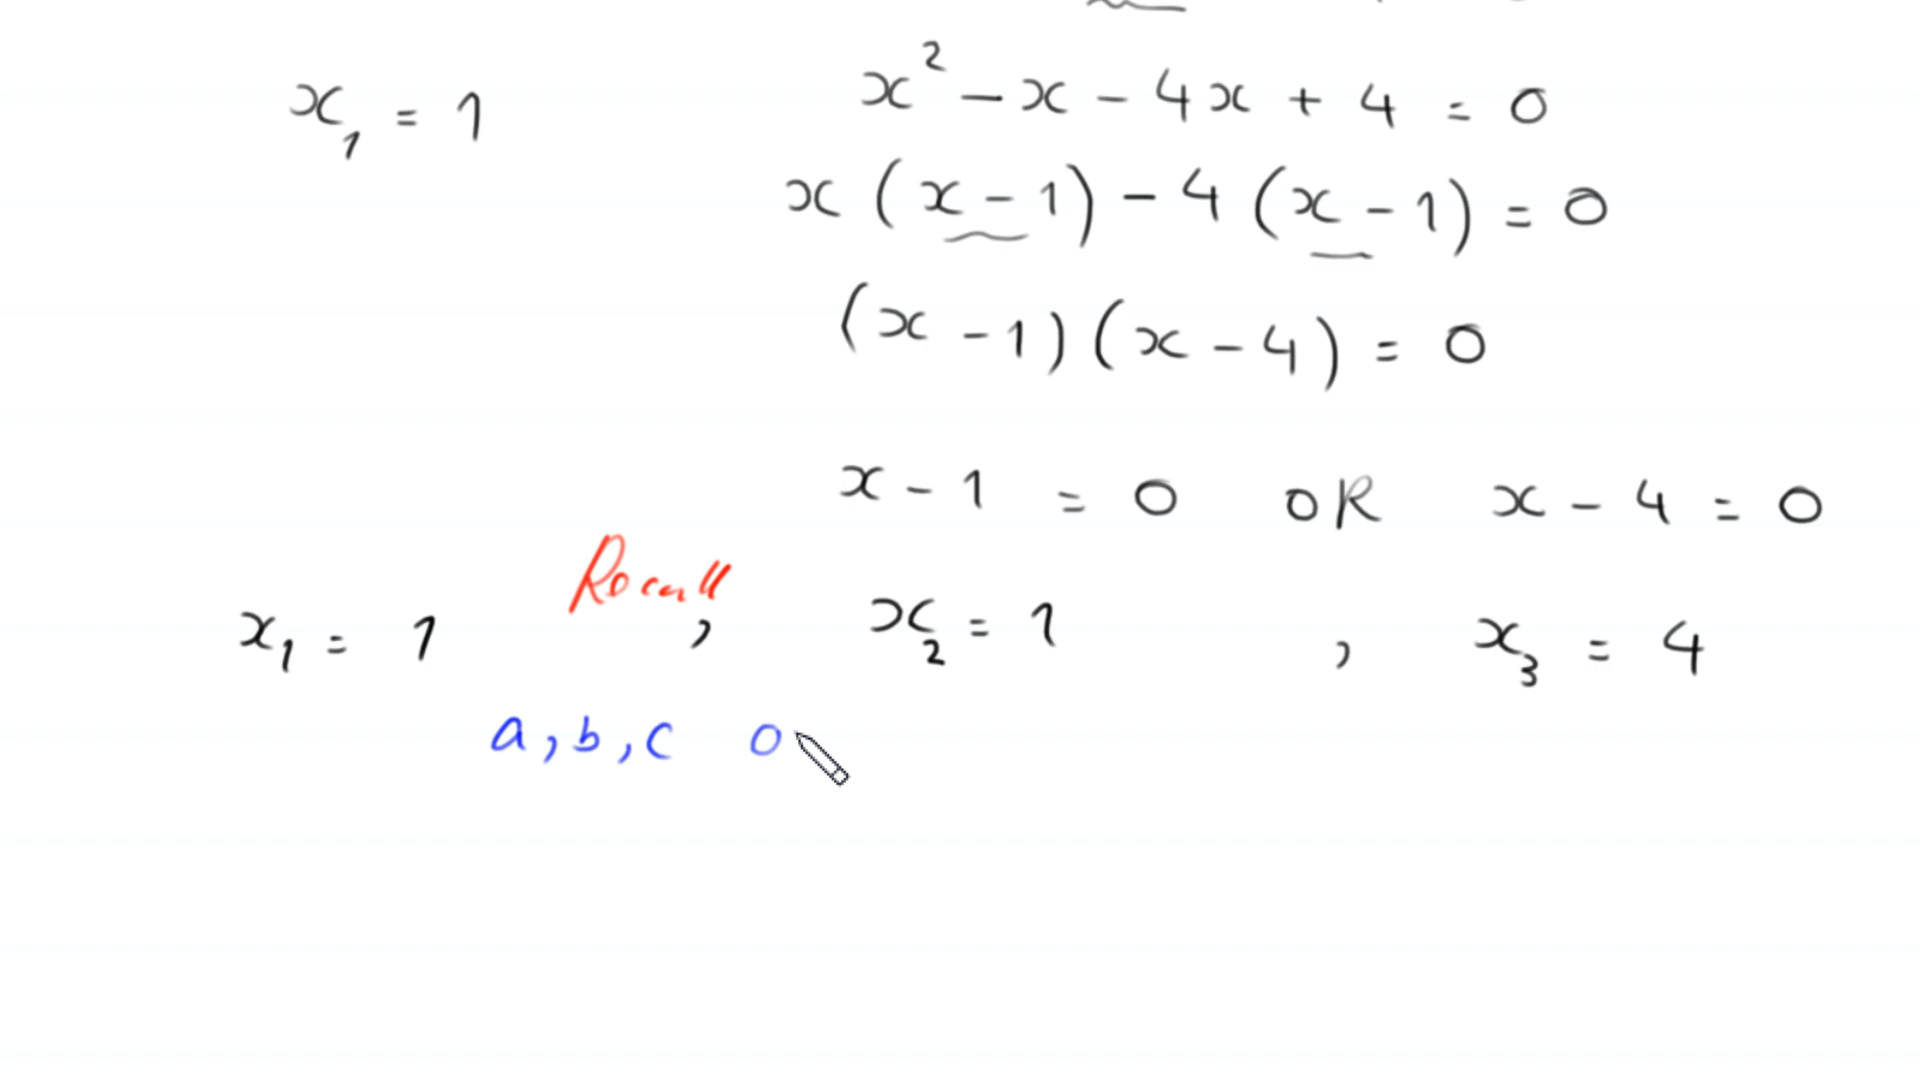 x₁ = 1
x² - x - 4x + 4 = 0
x (x - 1) - 4 (x - 1) = 0
(x - 1) (x - 4) = 0
x - 1 = 0 OR x - 4 = 0
Recall
x₁ = 1 , x₂ = 1 , x₃ = 4
a, b, c o